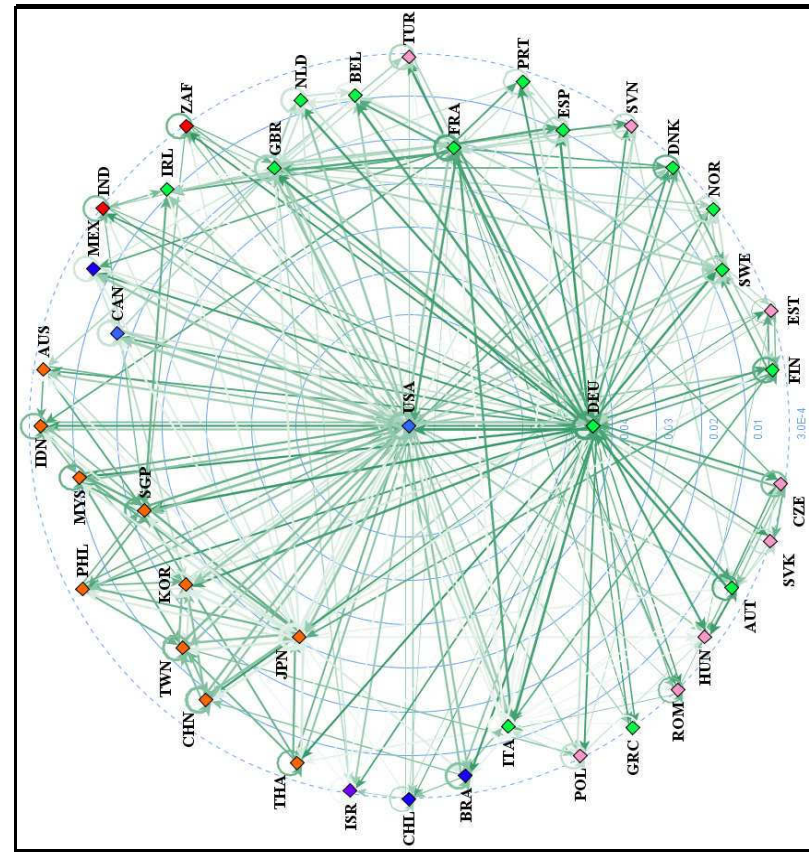 TUR
PRT
NLD
BEL
ZAF
FRA
ESP
SVN
GBR
DNK
IRL
IND
NOR
MEX
SWE
CAN
EST
AUS
FIN
USA
DEU
0.03
0.02
0.01
3.0E-4
IDN
MYS
SGP
CZE
PHL
SVK
KOR
AUT
TWN
HUN
JPN
CHN
ROM
ITA
GRC
THA
POL
ISR
BRA
CHL